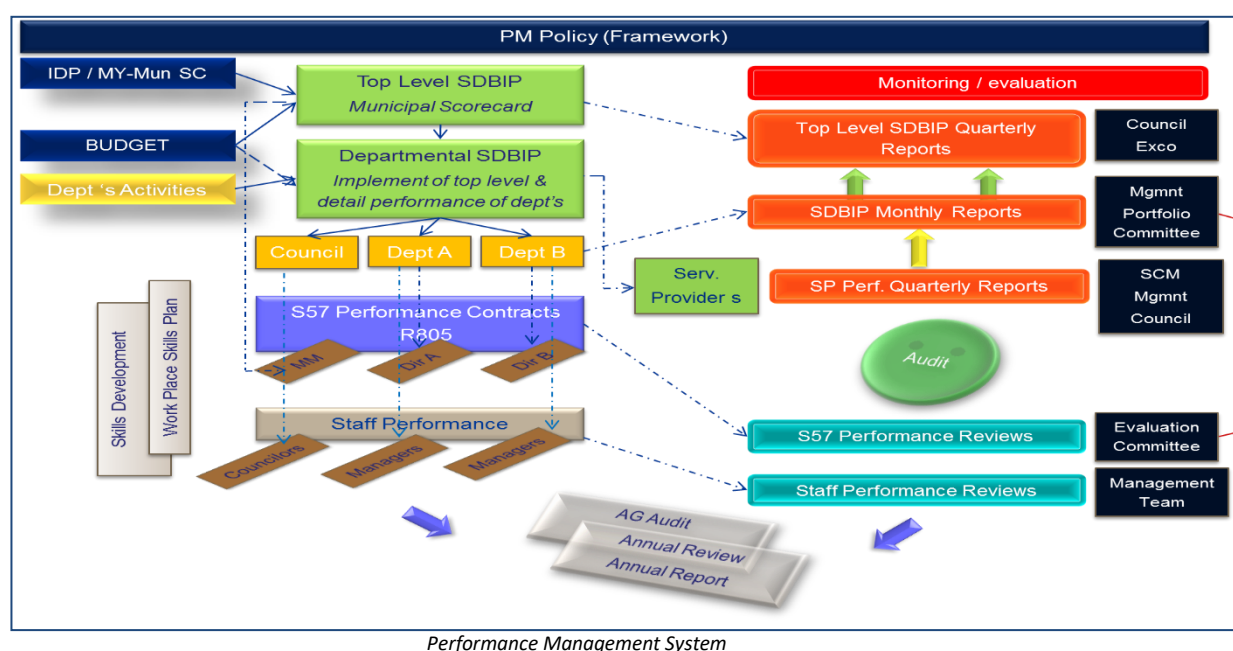 PM Policy (Framework)
IDP / MY-Mun SC
BUDGET
Dept 's Activities
Top Level SDBIP
Municipal Scorecard
Departmental SDBIP
Implement of top level &
detail performance of dept's
Council
Dept A
Dept B
Serv.
Provider s
S57 Performance Contracts
R805
MM
Dir A
Dir B
Staff Performance
Councilors
Managers
Managers
Skills Development
Work Place Skills Plan
Monitoring / evaluation
Top Level SDBIP Quarterly
Reports
Council
Exco
SDBIP Monthly Reports
Mgmnt
Portfolio
Committee
SP Perf. Quarterly Reports
SCM
Mgmnt
Council
Audit
S57 Performance Reviews
Evaluation
Committee
Staff Performance Reviews
Management
Team
AG Audit
Annual Review
Annual Report
Performance Management System